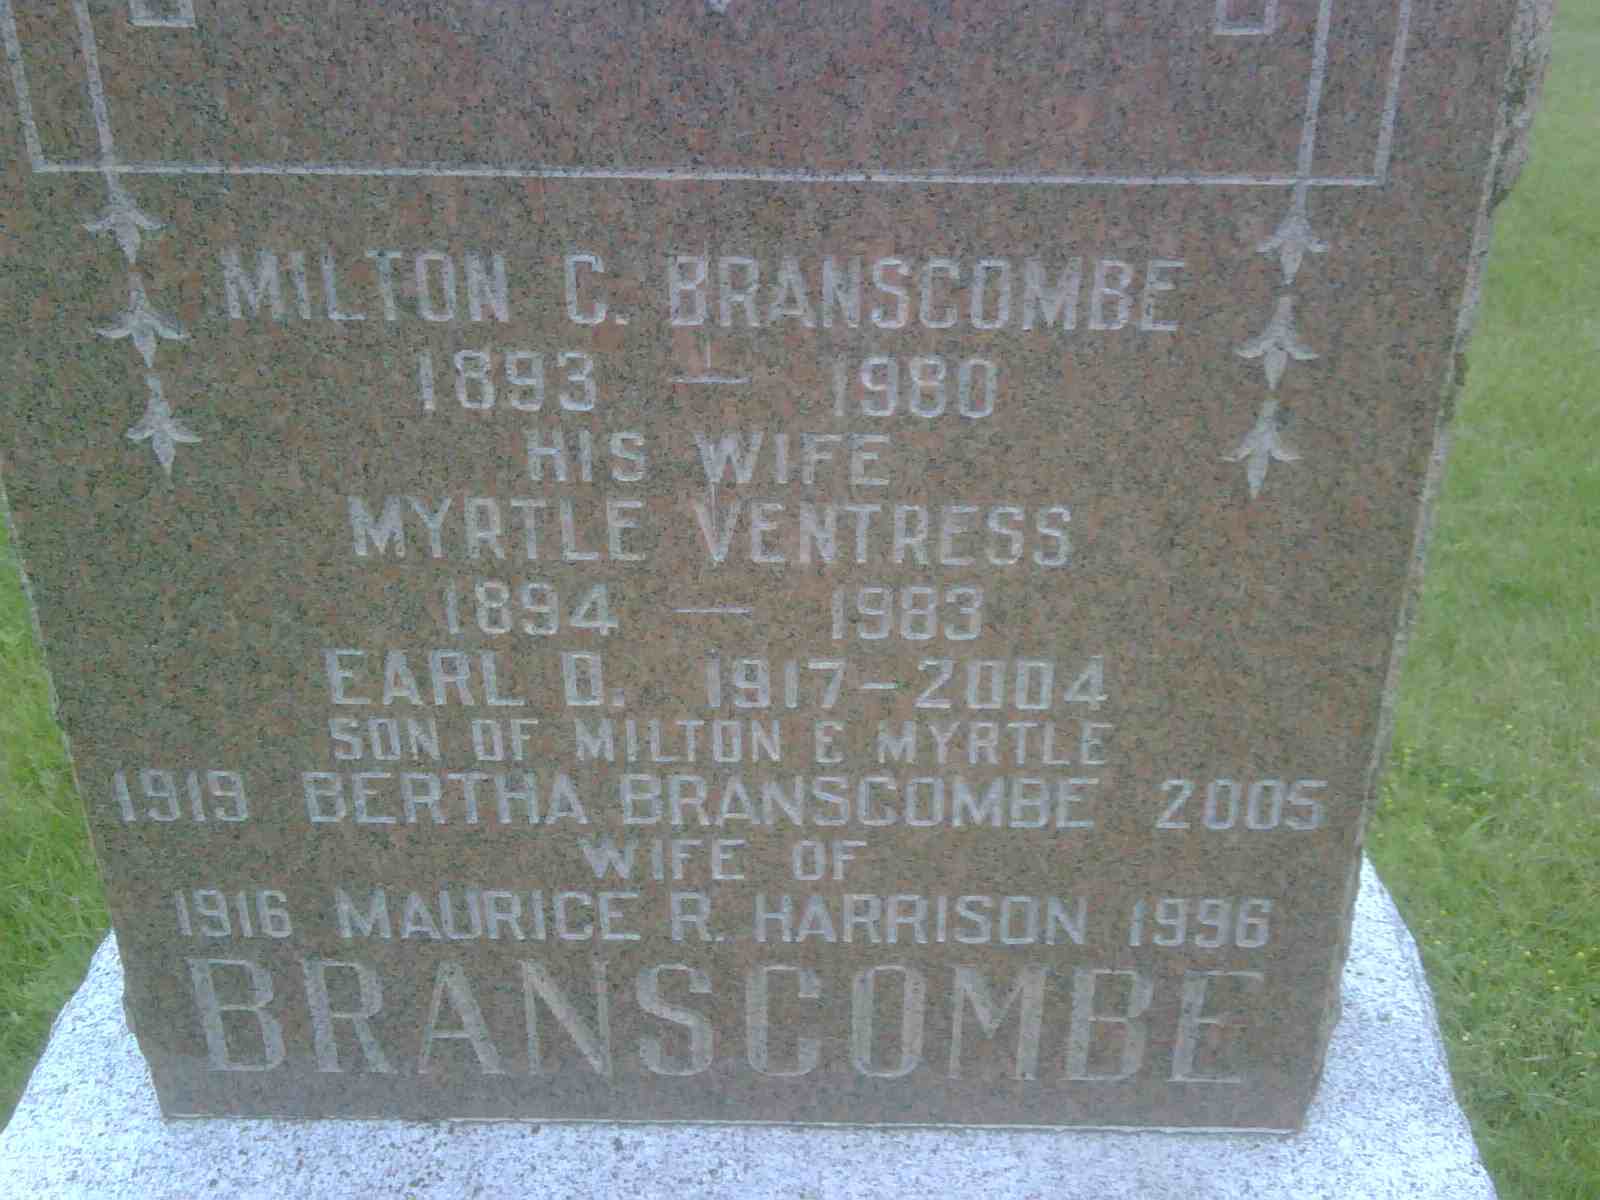 MILTON C. BRANSCOMBE
1893 — 1980
HIS WIFE
MYRTLE VENTRESS
1894 — 1983
EARL D. 1917-2004
SON OF MILTON & MYRTLE
1919 BERTHA BRANSCOMBE 2005
WIFE OF
1916 MAURICE R. HARRISON 1996
BRANSCOMBE